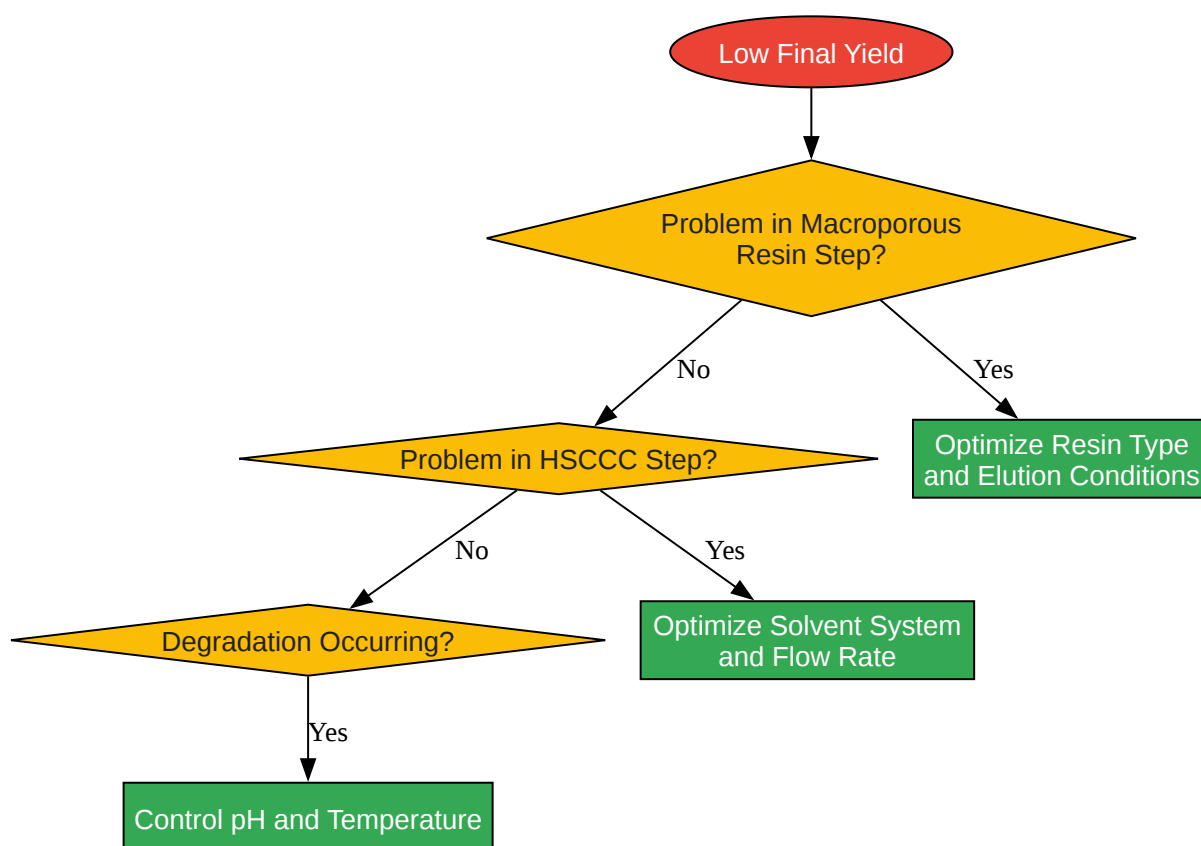 Low Final Yield
Problem in Macroporous
Resin Step?
No
Yes
Problem in HSCCC Step?
Optimize Resin Type
and Elution Conditions
No
Yes
Degradation Occurring?
Optimize Solvent System
and Flow Rate
Yes
Control pH and Temperature